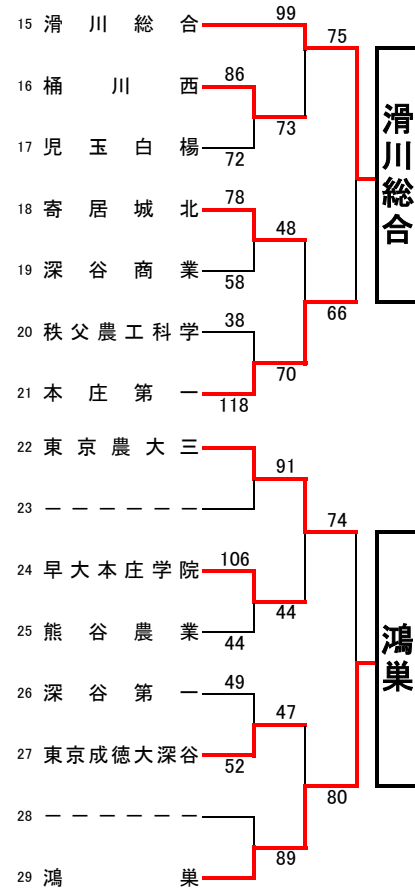 99
15 滑川総合
75
16 桶川西
86
73
17 児玉白楊
72
滑川総合
18 寄居城北
78
48
19 深谷商業
58
66
20 秩父農工科学
38
70
21 本庄第一
118
22 東京農大三
91
23 ーーーーーー
74
24 早大本庄学院
106
44
25 熊谷農業
44
鴻巣
26 深谷第一
49
47
27 東京成徳大深谷
52
80
28 ーーーーーー
89
29 鴻巣